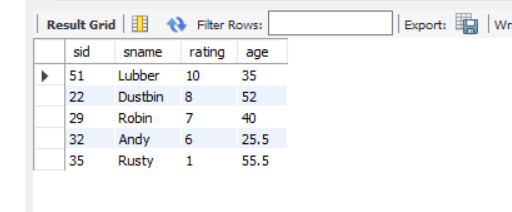 Result Grid Filter Rows: Export:
sid sname rating age
51 Lubber 10 35
22 Dustbin 8 52
29 Robin 7 40
32 Andy 6 25.5
35 Rusty 1 55.5